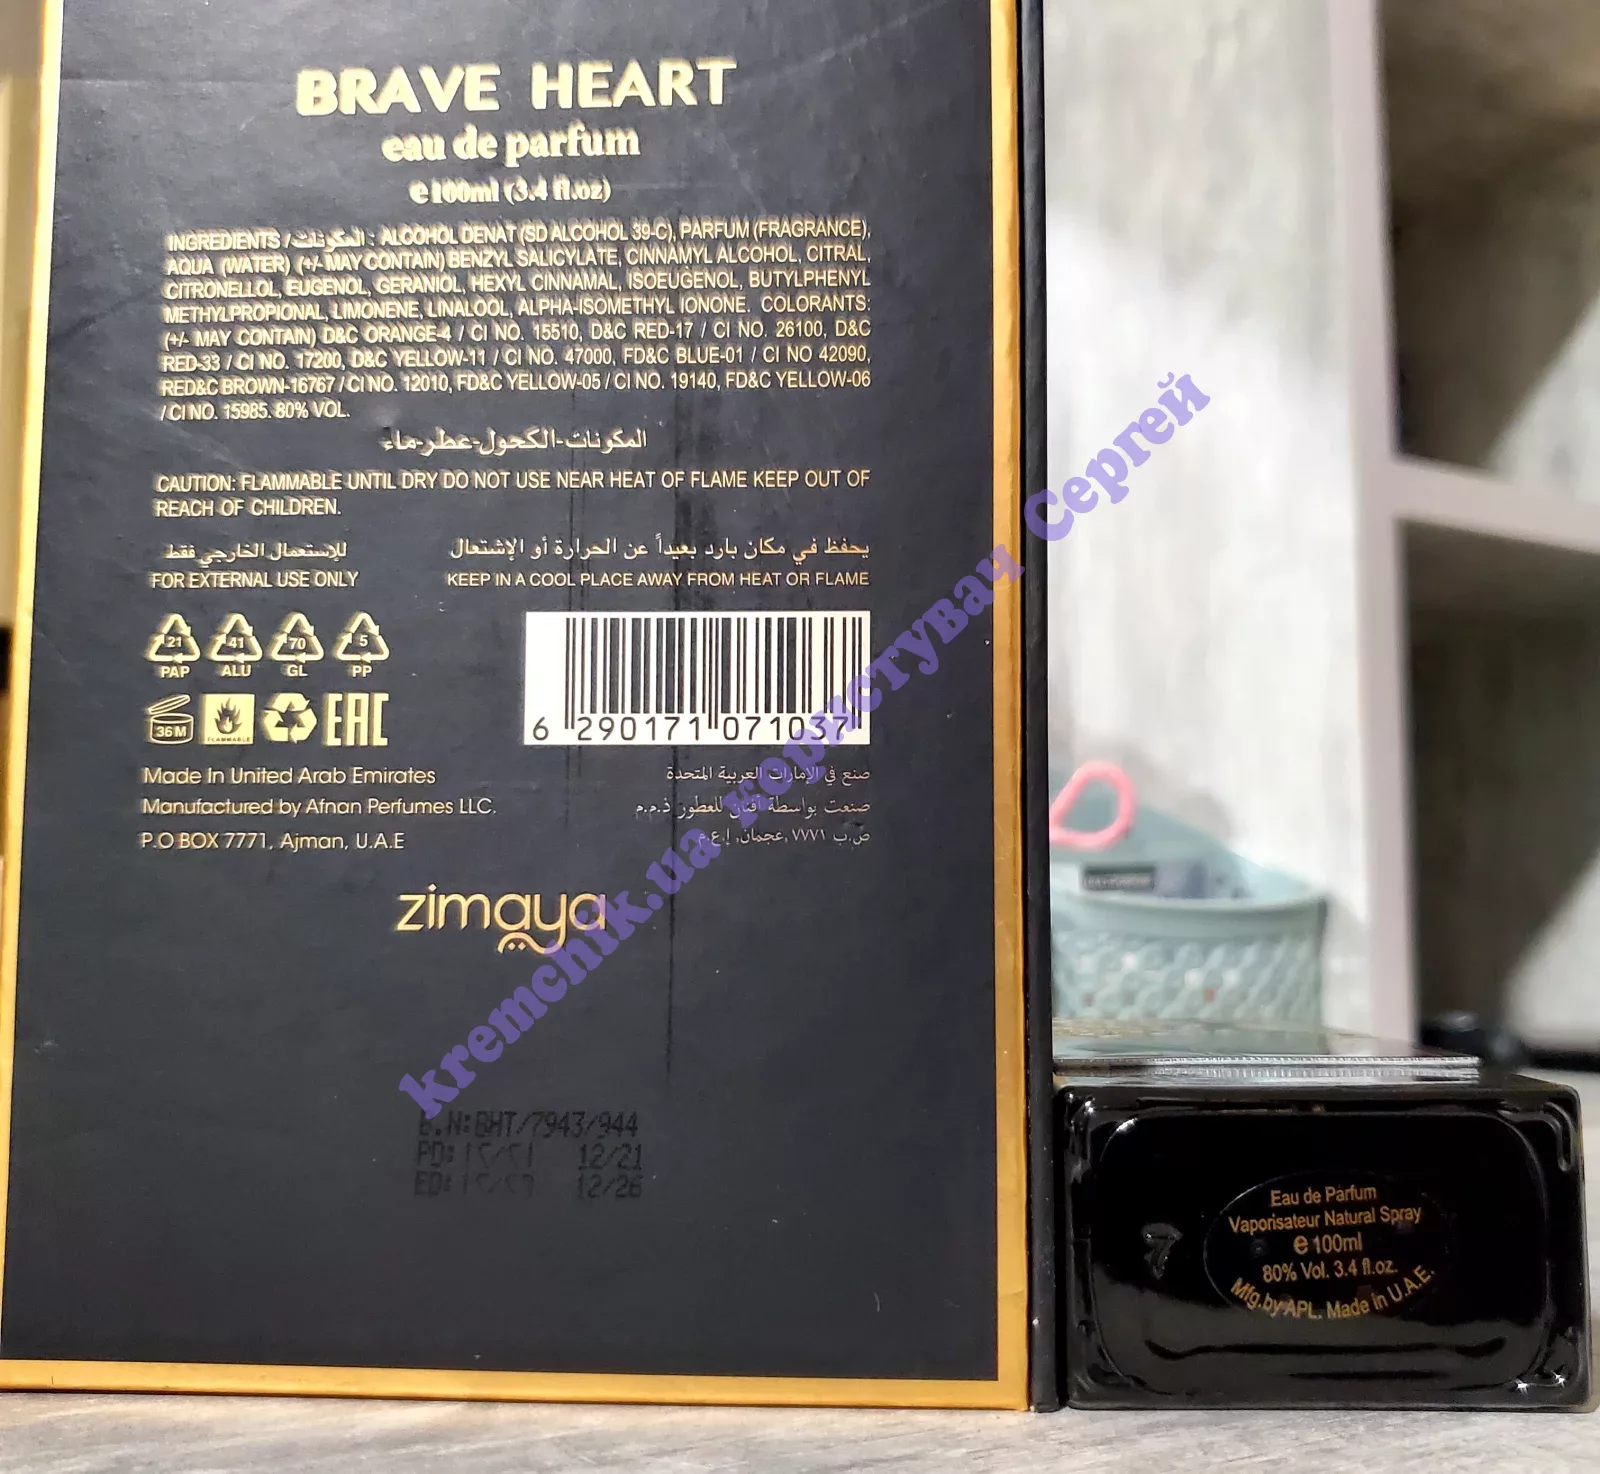 BRAVE HEART
eau de parfum
℮100ml (3.4 fl.oz)
INGREDIENTS / المكونات : ALCOHOL DENAT (SD ALCOHOL 39-C), PARFUM (FRAGRANCE),
AQUA (WATER) (+/- MAY CONTAIN) BENZYL SALICYLATE, CINNAMYL ALCOHOL, CITRAL,
CITRONELLOL, EUGENOL, GERANIOL, HEXYL CINNAMAL, ISOEUGENOL, BUTYLPHENYL
METHYLPROPIONAL, LIMONENE, LINALOOL, ALPHA-ISOMETHYL IONONE. COLORANTS:
(+/- MAY CONTAIN) D&C ORANGE-4 / CI NO. 15510, D&C RED-17 / CI NO. 26100, D&C
RED-33 / CI NO. 17200, D&C YELLOW-11 / CI NO. 47000, FD&C BLUE-01 / CI NO 42090,
RED&C BROWN-16767 / CI NO. 12010, FD&C YELLOW-05 / CI NO. 19140, FD&C YELLOW-06
/ CI NO. 15985. 80% VOL.
المكونات-الكحول-عطر-ماء
CAUTION: FLAMMABLE UNTIL DRY DO NOT USE NEAR HEAT OF FLAME KEEP OUT OF
REACH OF CHILDREN.
للإستعمال الخارجي فقط
يحفظ في مكان بارد بعيداً عن الحرارة أو الإشتعال
FOR EXTERNAL USE ONLY
KEEP IN A COOL PLACE AWAY FROM HEAT OR FLAME
21 41 70 5
PAP ALU GL PP
36 M FLAMMABLE EAC
6 290171 071037
Made In United Arab Emirates
صنع في الإمارات العربية المتحدة
Manufactured by Afnan Perfumes LLC.
صنعت بواسطة أفنان للعطور ذ.م.م
P.O BOX 7771, Ajman, U.A.E
ص.ب ٧٧٧١, عجمان, إ.ع.م
zimaya
B.N: BHT/7943/944
PD: ١٢/٢١ 12/21
ED: ١٢/٢٦ 12/26
7
Eau de Parfum
Vaporisateur Natural Spray
℮ 100ml
80% Vol. 3.4 fl.oz.
Mfg.by APL. Made in U.A.E.
kremchik.ua користувач Сергей